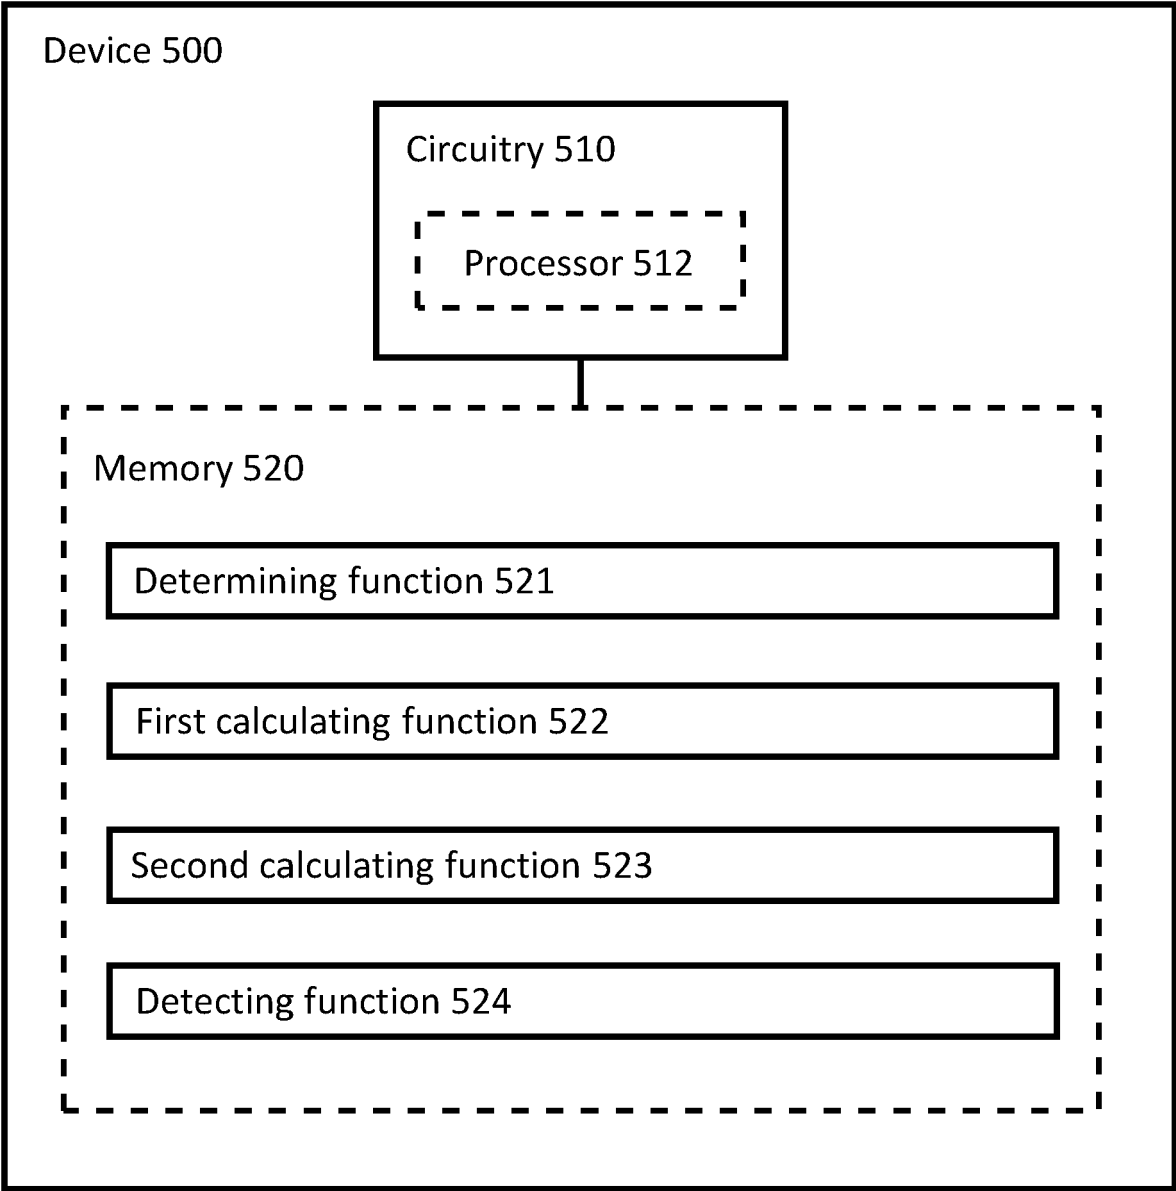 Device 500
Circuitry 510
Processor 512
Memory 520
Determining function 521
First calculating function 522
Second calculating function 523
Detecting function 524